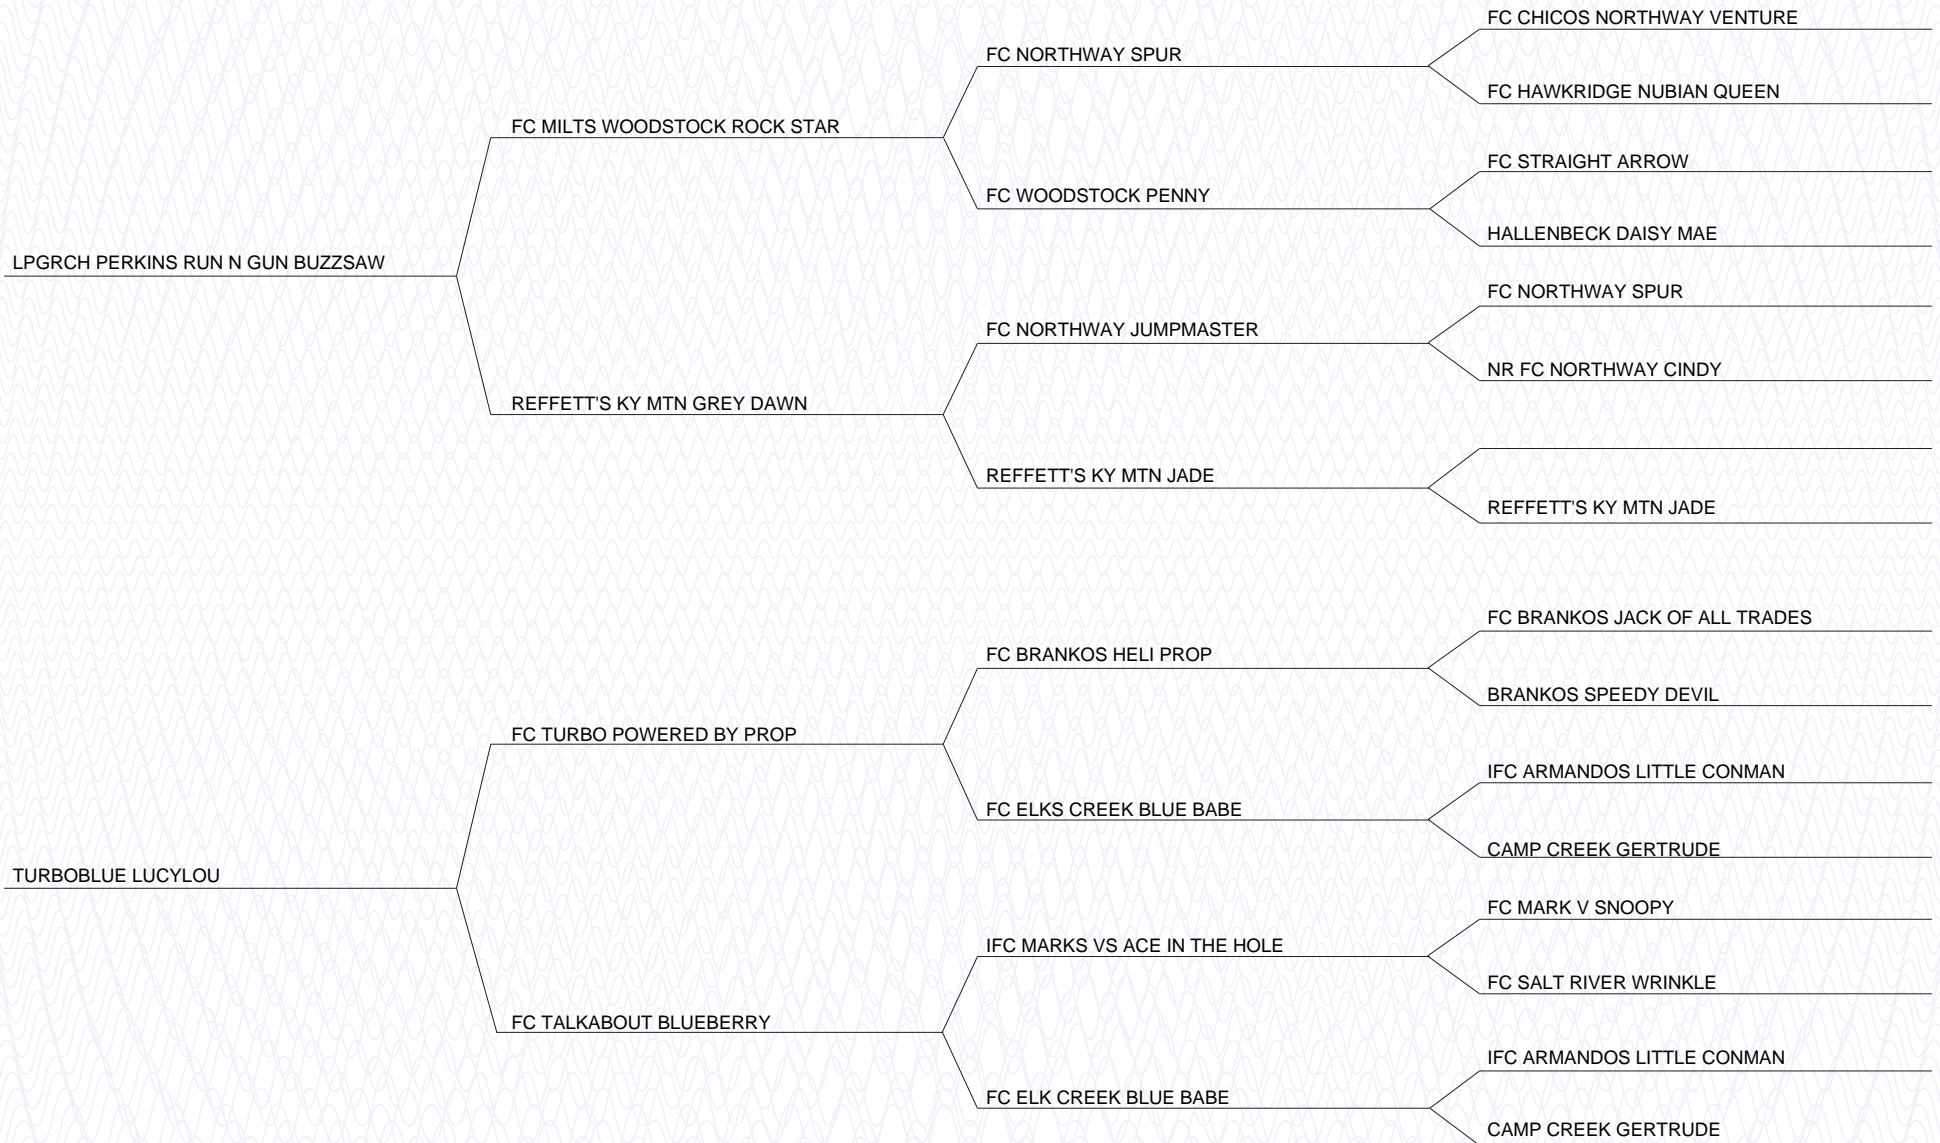 FC CHICOS NORTHWAY VENTURE
FC NORTHWAY SPUR
FC HAWKRIDGE NUBIAN QUEEN
FC MILTS WOODSTOCK ROCK STAR
FC STRAIGHT ARROW
FC WOODSTOCK PENNY
HALLENBECK DAISY MAE
LPGRCH PERKINS RUN N GUN BUZZSAW
FC NORTHWAY SPUR
FC NORTHWAY JUMPMASTER
NR FC NORTHWAY CINDY
REFFETT'S KY MTN GREY DAWN
REFFETT'S KY MTN JADE
REFFETT'S KY MTN JADE
FC BRANKOS JACK OF ALL TRADES
FC BRANKOS HELI PROP
BRANKOS SPEEDY DEVIL
FC TURBO POWERED BY PROP
IFC ARMANDOS LITTLE CONMAN
FC ELKS CREEK BLUE BABE
CAMP CREEK GERTRUDE
TURBOBLUE LUCYLOU
FC MARK V SNOOPY
IFC MARKS VS ACE IN THE HOLE
FC SALT RIVER WRINKLE
FC TALKABOUT BLUEBERRY
IFC ARMANDOS LITTLE CONMAN
FC ELK CREEK BLUE BABE
CAMP CREEK GERTRUDE